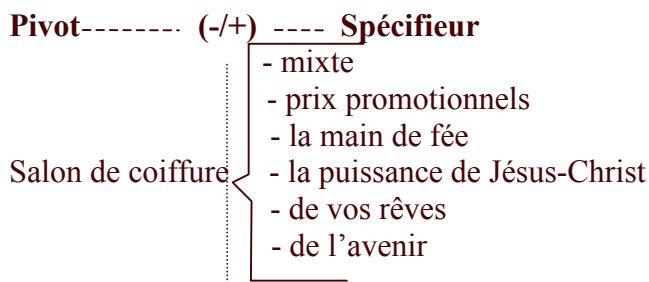 Pivot--------- (-/+) ---- Spécifieur
- mixte
- prix promotionnels
- la main de fée
Salon de coiffure - la puissance de Jésus-Christ
- de vos rêves
- de l’avenir